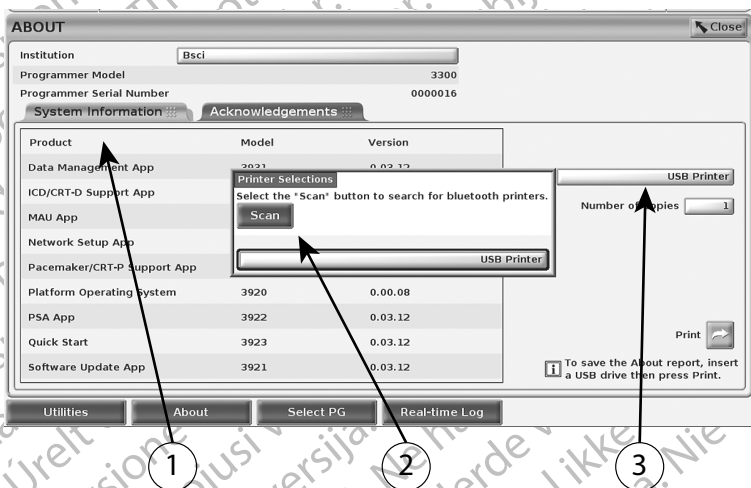 ABOUT
Close
Institution Bsci
Programmer Model 3300
Programmer Serial Number 0000016
System Information Acknowledgements
Product Model Version
Data Management App 3931 0.03.12
USB Printer
ICD/CRT-D Support App
Number of Copies 1
MAU App
Network Setup App
Pacemaker/CRT-P Support App
Printer Selections
Select the "Scan" button to search for bluetooth printers.
Scan
USB Printer
Platform Operating System 3920 0.00.08
PSA App 3922 0.03.12
Quick Start 3923 0.03.12
Software Update App 3921 0.03.12
Print
i To save the About report, insert
a USB drive then press Print.
Utilities About Select PG Real-time Log
1 2 3
Úrelt
versija.
Nie